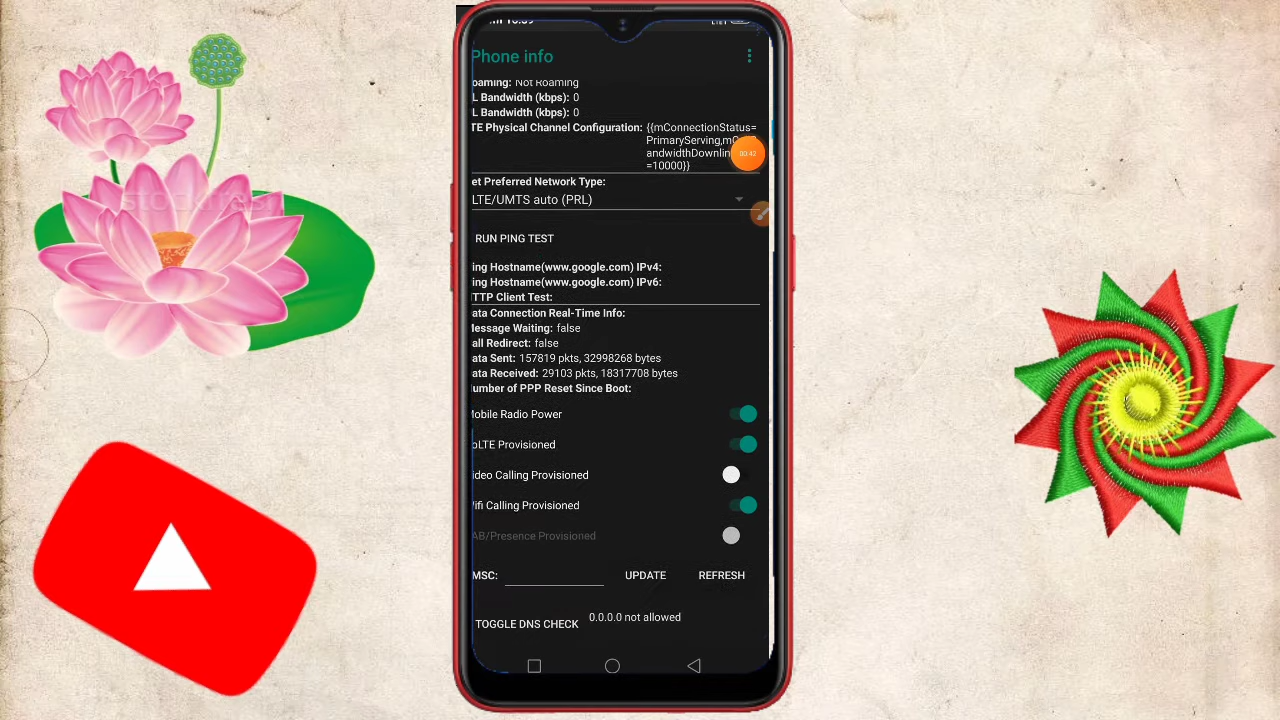 Phone info
oaming: Not Roaming
L Bandwidth (kbps): 0
L Bandwidth (kbps): 0
TE Physical Channel Configuration: {{mConnectionStatus=
PrimaryServing,
andwidthDownlin
=10000}}
00:42
et Preferred Network Type:
LTE/UMTS auto (PRL)
RUN PING TEST
ing Hostname(www.google.com) IPv4:
ing Hostname(www.google.com) IPv6:
TTP Client Test:
ata Connection Real-Time Info:
essage Waiting: false
all Redirect: false
ata Sent: 157819 pkts, 32998268 bytes
ata Received: 29103 pkts, 18317708 bytes
umber of PPP Reset Since Boot:
obile Radio Power
oLTE Provisioned
ideo Calling Provisioned
ifi Calling Provisioned
AB/Presence Provisioned
MSC: UPDATE REFRESH
TOGGLE DNS CHECK 0.0.0.0 not allowed